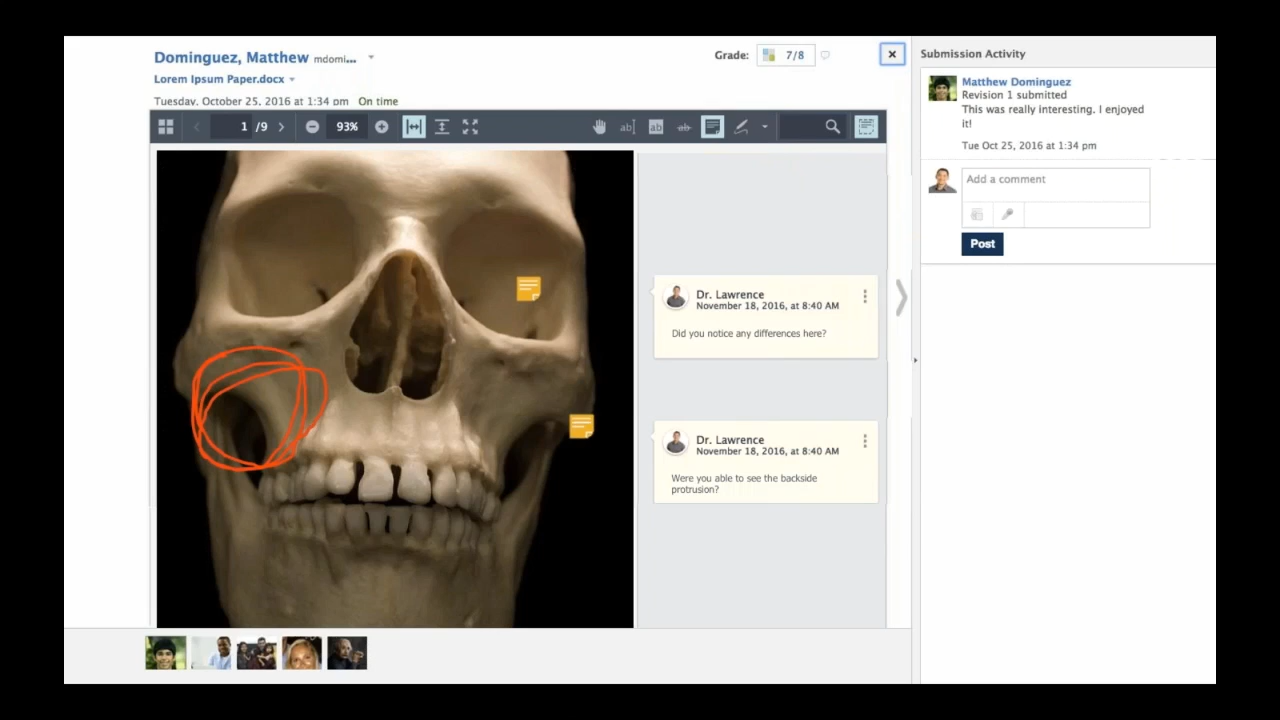 Dominguez, Matthew mdomi...
Grade: 7/8
Lorem Ipsum Paper.docx
Tuesday, October 25, 2016 at 1:34 pm On time
1 /9
93%
ab
ab
ab
Dr. Lawrence
November 18, 2016, at 8:40 AM
Did you notice any differences here?
Dr. Lawrence
November 18, 2016, at 8:40 AM
Were you able to see the backside
protrusion?
Submission Activity
Matthew Dominguez
Revision 1 submitted
This was really interesting. I enjoyed
it!
Tue Oct 25, 2016 at 1:34 pm
Add a comment
Post